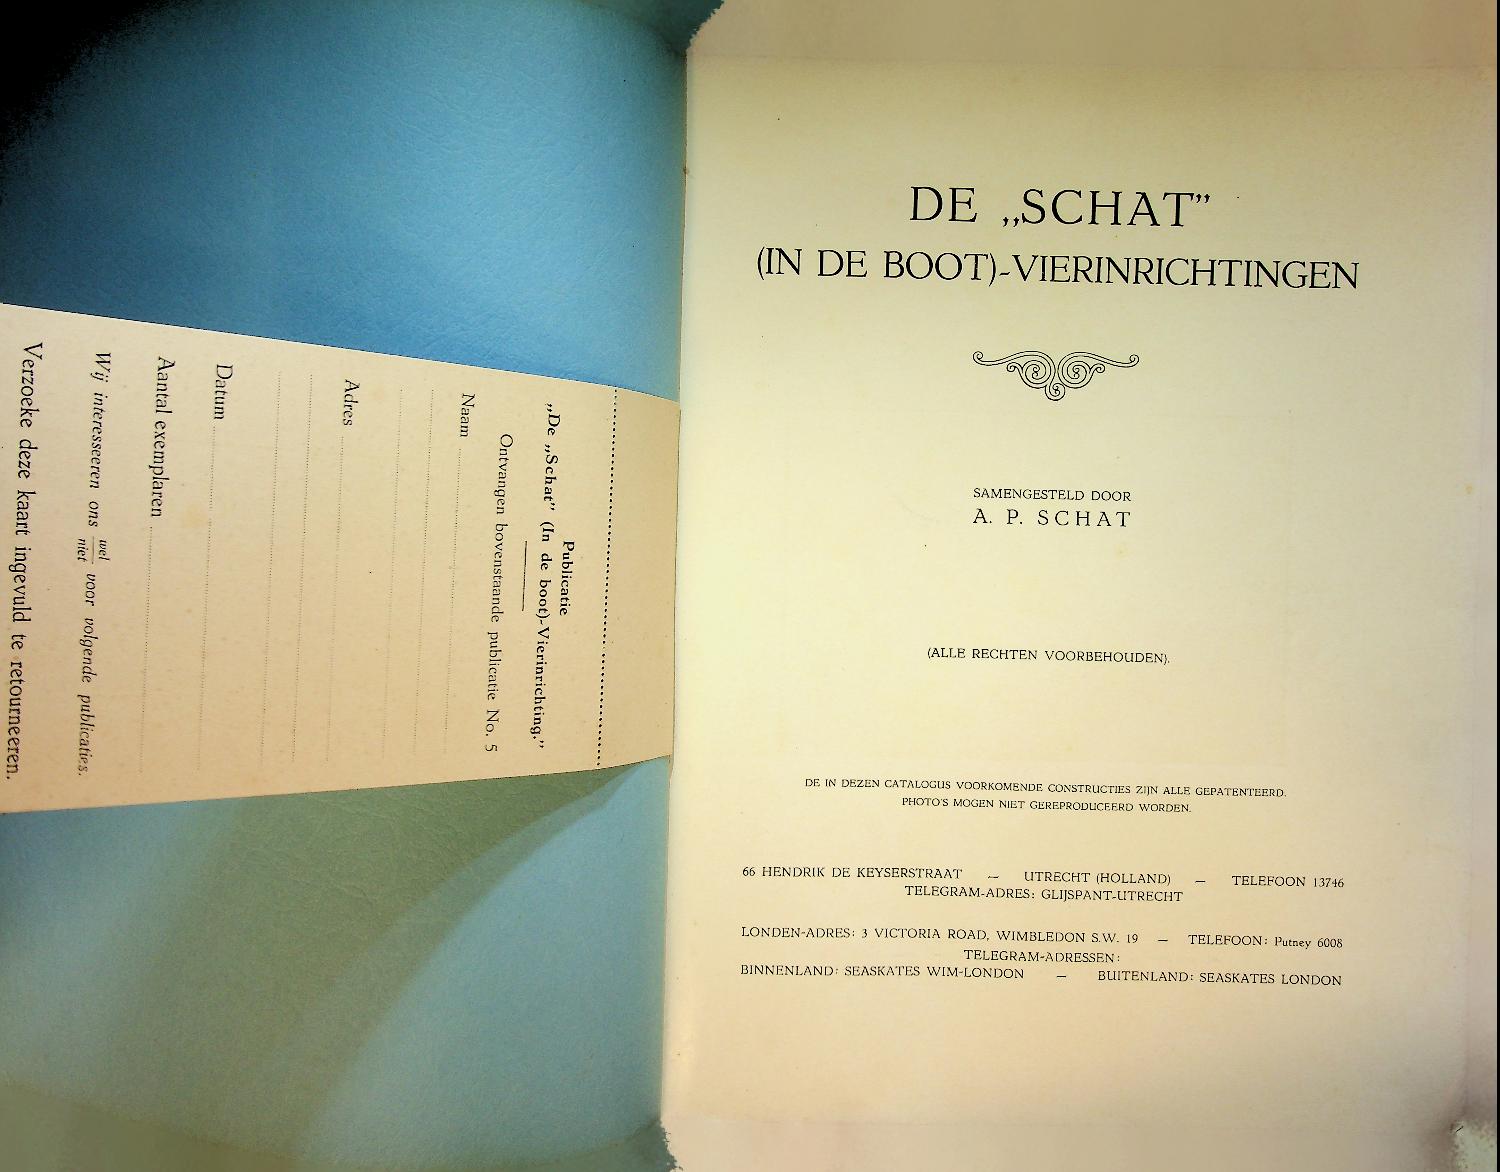 Publicatie
„De „Schat” (In de boot)-Vierinrichting.”
Ontvangen bovenstaande publicatie No. 5
Naam
Adres
Datum
Aantal exemplaren
Wij interesseeren ons wel/niet voor volgende publicaties.
Verzoeke deze kaart ingevuld te retourneeren.
DE „SCHAT”
(IN DE BOOT)-VIERINRICHTINGEN
SAMENGESTELD DOOR
A. P. SCHAT
(ALLE RECHTEN VOORBEHOUDEN).
DE IN DEZEN CATALOGUS VOORKOMENDE CONSTRUCTIES ZIJN ALLE GEPATENTEERD.
PHOTO'S MOGEN NIET GEREPRODUCEERD WORDEN.
66 HENDRIK DE KEYSERSTRAAT — UTRECHT (HOLLAND) — TELEFOON 13746
TELEGRAM-ADRES: GLIJSPANT-UTRECHT
LONDEN-ADRES: 3 VICTORIA ROAD, WIMBLEDON S.W. 19 — TELEFOON: Putney 6008
TELEGRAM-ADRESSEN:
BINNENLAND: SEASKATES WIM-LONDON — BUITENLAND: SEASKATES LONDON